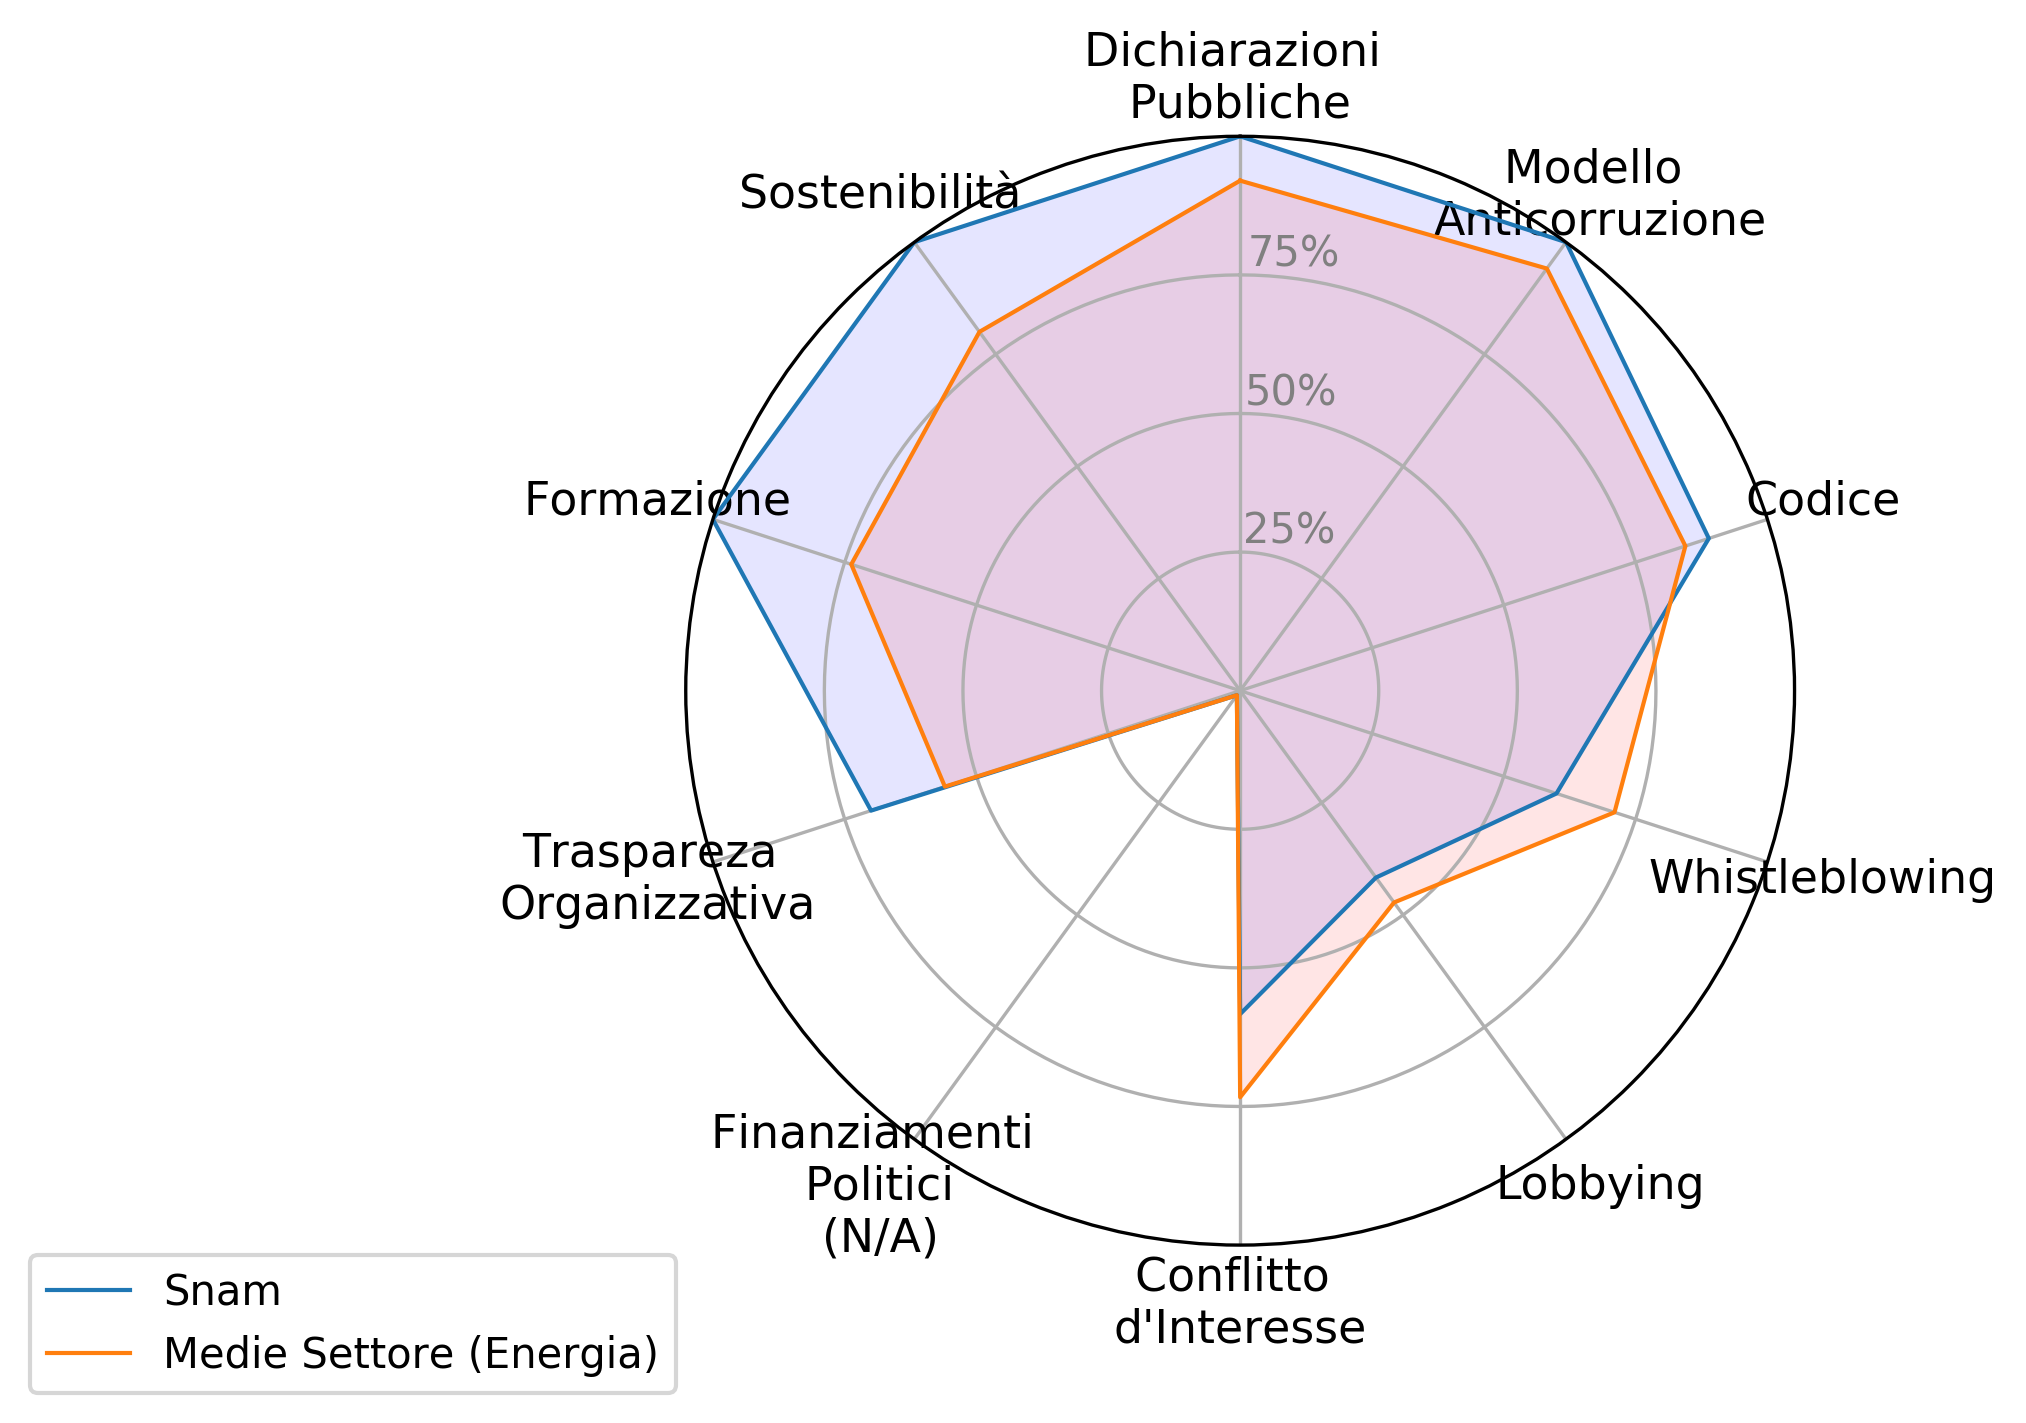 Dichiarazioni
Pubbliche
Modello
Anticorruzione
Sostenibilità
75%
50%
Formazione
Codice
25%
Traspareza
Organizzativa
Whistleblowing
Finanziamenti
Politici
(N/A)
Lobbying
Conflitto
d'Interesse
Snam
Medie Settore (Energia)